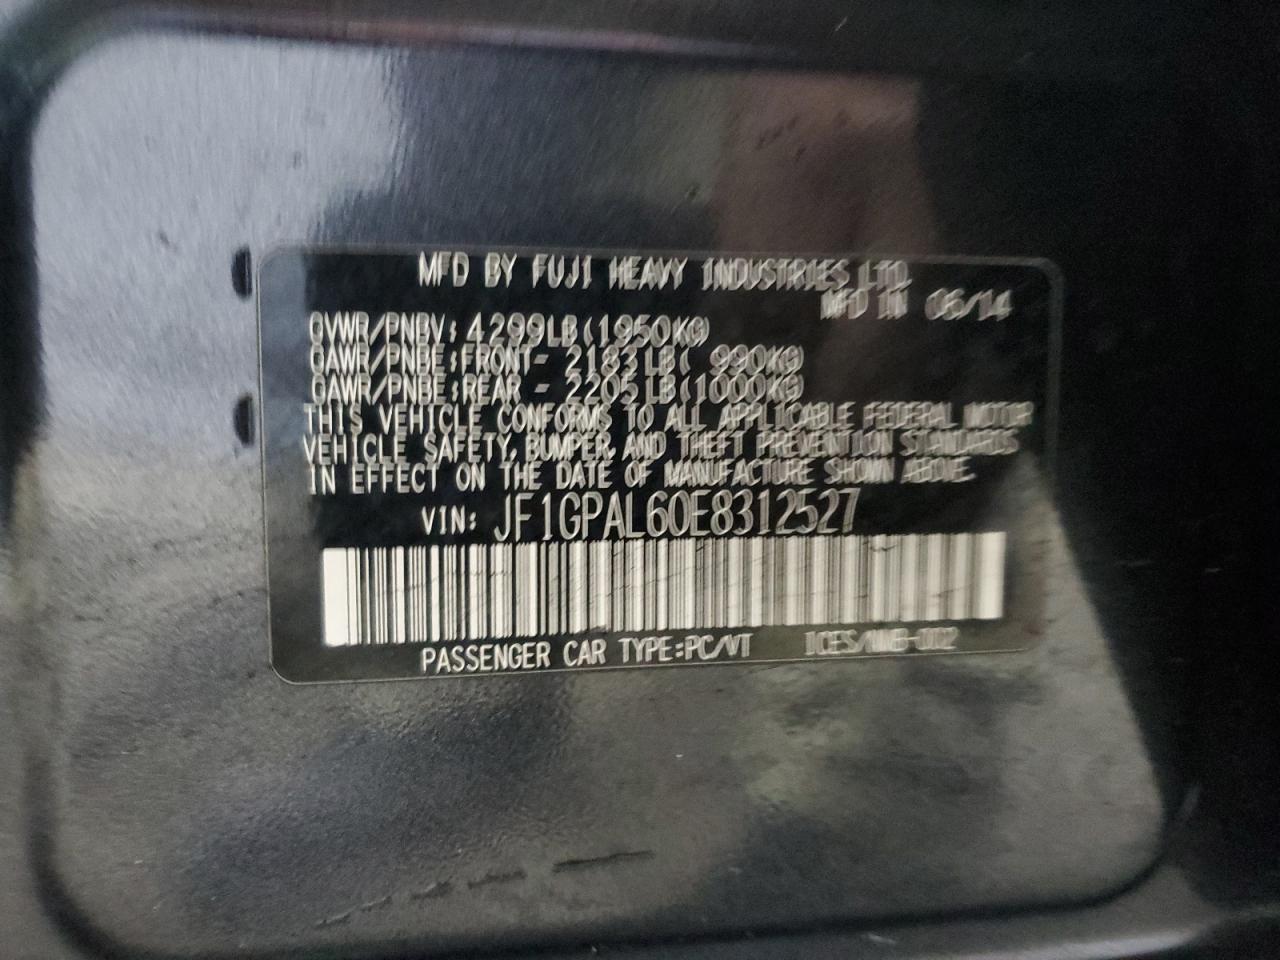 MFD BY FUJI HEAVY INDUSTRIES LTD.
MFD IN 06/14
GVWR/PNBV: 4299LB(1950KG)
GAWR/PNBE:FRONT- 2183LB( 990KG)
GAWR/PNBE:REAR - 2205LB(1000KG)
THIS VEHICLE CONFORMS TO ALL APPLICABLE FEDERAL MOTOR
VEHICLE SAFETY, BUMPER, AND THEFT PREVENTION STANDARDS
IN EFFECT ON THE DATE OF MANUFACTURE SHOWN ABOVE.
VIN: JF1GPAL60E8312527
PASSENGER CAR TYPE:PC/VT ICES/NMB-002